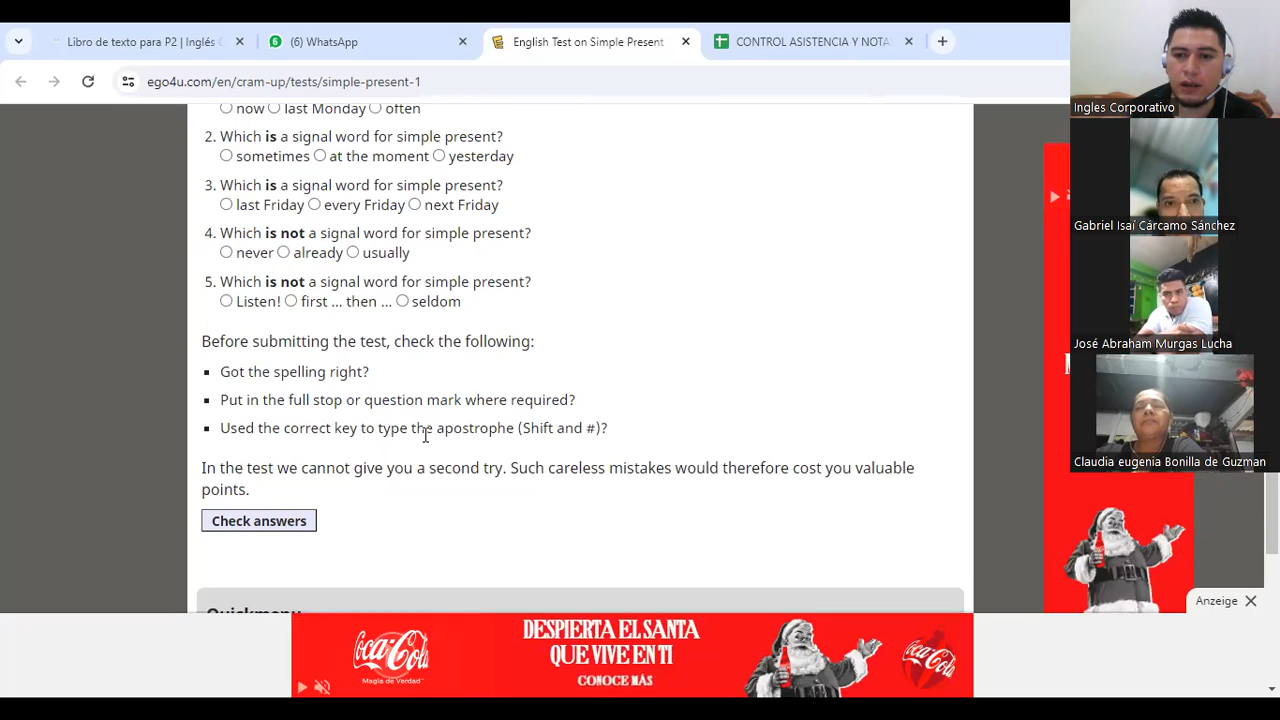 Libro de texto para P2 | Inglés
(6) WhatsApp
English Test on Simple Present
CONTROL ASISTENCIA Y NOTA
ego4u.com/en/cram-up/tests/simple-present-1
now last Monday often
2. Which is a signal word for simple present?
sometimes at the moment yesterday
3. Which is a signal word for simple present?
last Friday every Friday next Friday
4. Which is not a signal word for simple present?
never already usually
5. Which is not a signal word for simple present?
Listen! first ... then ... seldom
Before submitting the test, check the following:
Got the spelling right?
Put in the full stop or question mark where required?
Used the correct key to type the apostrophe (Shift and #)?
In the test we cannot give you a second try. Such careless mistakes would therefore cost you valuable
points.
Check answers
Quickmenu
Anzeige
Coca-Cola
Magia de Verdad
DESPIERTA EL SANTA
QUE VIVE EN TI
CONOCE MÁS
Coca-Cola
Ingles Corporativo
Gabriel Isaí Cárcamo Sánchez
José Abraham Murgas Lucha
Claudia eugenia Bonilla de Guzman